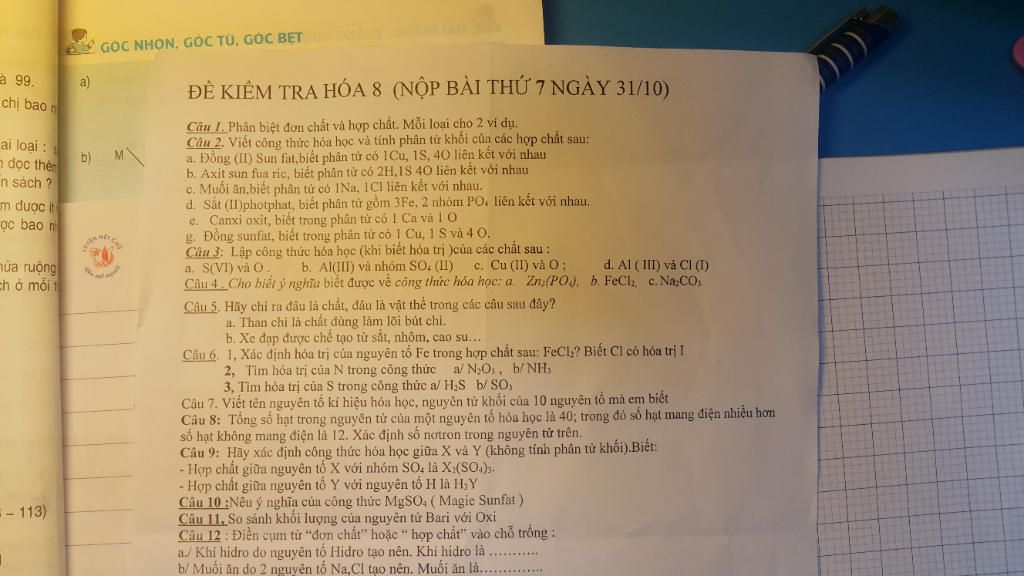 GÓC NHỌN, GÓC TÙ, GÓC BẸT
à 99.
chị bao
ai loại :
dọc thêm
n sách ?
m được ít
ợc bao
nửa ruộng
ch ở mỗi
– 113)
a)
b) M
LUYỆN NÉT CHỮ
ĐỀ KIỂM TRA HÓA 8 (NỘP BÀI THỨ 7 NGÀY 31/10)
Câu 1. Phân biệt đơn chất và hợp chất. Mỗi loại cho 2 ví dụ.
Câu 2. Viết công thức hóa học và tính phân tử khối của các hợp chất sau:
a. Đồng (II) Sun fat,biết phân tử có 1Cu, 1S, 4O liên kết với nhau
b. Axit sun fua ric, biết phân tử có 2H,1S 4O liên kết với nhau
c. Muối ăn,biết phân tử có 1Na, 1Cl liên kết với nhau.
d. Sắt (II)photphat, biết phân tử gồm 3Fe, 2 nhóm PO₄ liên kết với nhau.
e. Canxi oxit, biết trong phân tử có 1 Ca và 1 O
g. Đồng sunfat, biết trong phân tử có 1 Cu, 1 S và 4 O.
Câu 3: Lập công thức hóa học (khi biết hóa trị )của các chất sau :
a. S(VI) và O . b. Al(III) và nhóm SO₄ (II) c. Cu (II) và O ; d. Al ( III) và Cl (I)
Câu 4 . Cho biết ý nghĩa biết được về công thức hóa học: a. Zn₃(PO₄), b. FeCl₂, c. Na₂CO₃
Câu 5. Hãy chỉ ra đâu là chất, đâu là vật thể trong các câu sau đây?
a. Than chì là chất dùng làm lõi bút chì.
b. Xe đạp được chế tạo từ sắt, nhôm, cao su…
Câu 6. 1, Xác định hóa trị của nguyên tố Fe trong hợp chất sau: FeCl₂? Biết Cl có hóa trị I
2, Tìm hóa trị của N trong công thức a/ N₂O₃ , b/ NH₃
3, Tìm hóa trị của S trong công thức a/ H₂S b/ SO₃
Câu 7. Viết tên nguyên tố kí hiệu hóa học, nguyên tử khối của 10 nguyên tố mà em biết
Câu 8: Tổng số hạt trong nguyên tử của một nguyên tố hóa học là 40; trong đó số hạt mang điện nhiều hơn
số hạt không mang điện là 12. Xác định số nơtron trong nguyên tử trên.
Câu 9: Hãy xác định công thức hóa học giữa X và Y (không tính phân tử khối).Biết:
- Hợp chất giữa nguyên tố X với nhóm SO₄ là X₂(SO₄)₃.
- Hợp chất giữa nguyên tố Y với nguyên tố H là H₃Y
Câu 10 :Nêu ý nghĩa của công thức MgSO₄ ( Magie Sunfat )
Câu 11. So sánh khối lượng của nguyên tử Bari với Oxi
Câu 12 : Điền cụm từ “đơn chất” hoặc “ hợp chất” vào chỗ trống :
a./ Khí hidro do nguyên tố Hidro tạo nên. Khí hidro là ………..
b/ Muối ăn do 2 nguyên tố Na,Cl tạo nên. Muối ăn là…………..